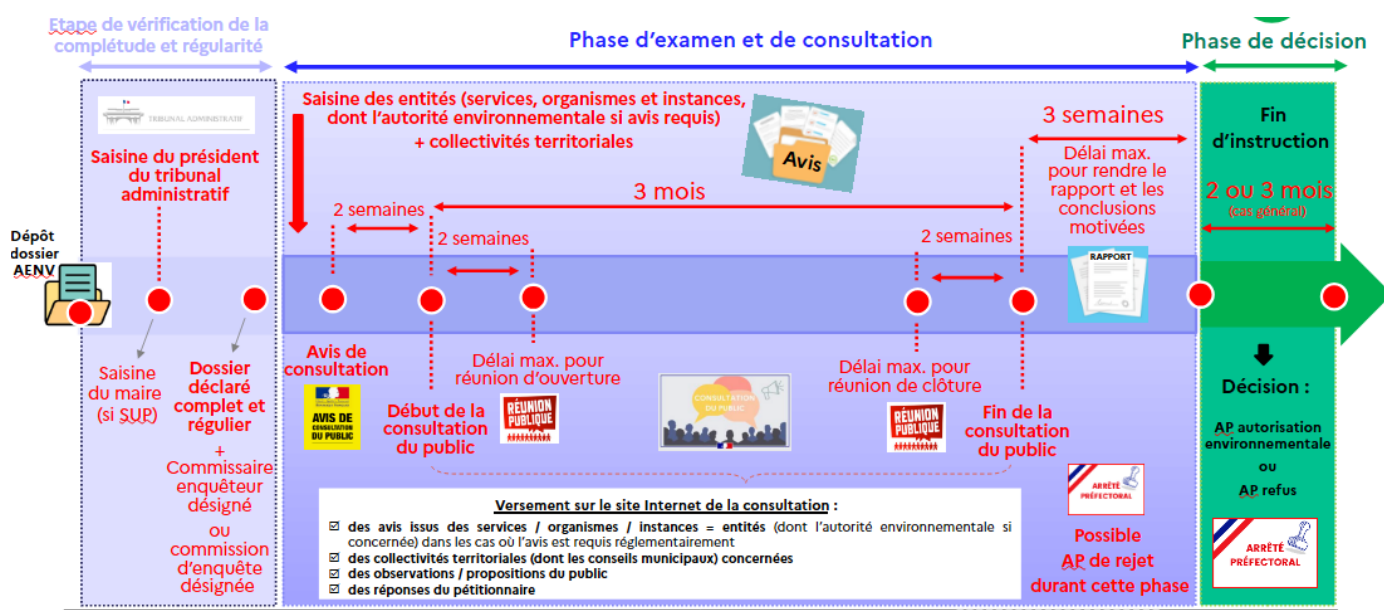 Etape de vérification de la
complétude et régularité
Phase d'examen et de consultation
Phase de décision
TRIBUNAL ADMINISTRATIF
Saisine du président
du tribunal
administratif
Saisine des entités (services, organismes et instances,
dont l'autorité environnementale si avis requis)
+ collectivités territoriales
Avis
3 semaines
Délai max.
pour rendre le
rapport et les
conclusions
motivées
RAPPORT
Fin
d'instruction
2 ou 3 mois
(cas général)
3 mois
2 semaines
2 semaines
2 semaines
Dépôt
dossier
AENV
Saisine
du maire
(si SUP)
Dossier
déclaré
complet et
régulier
+
Commissaire
enquêteur
désigné
ou
commission
d'enquête
désignée
Avis de
consultation
AVIS DE
CONSULTATION
DU PUBLIC
Début de la
consultation
du public
Délai max. pour
réunion d'ouverture
RÉUNION
PUBLIQUE
CONSULTATION
DU PUBLIC
Délai max. pour
réunion de clôture
RÉUNION
PUBLIQUE
Fin de la
consultation
du public
Versement sur le site Internet de la consultation :
☑ des avis issus des services / organismes / instances = entités (dont l'autorité environnementale si
concernée) dans les cas où l'avis est requis réglementairement
☑ des collectivités territoriales (dont les conseils municipaux) concernées
☑ des observations / propositions du public
☑ des réponses du pétitionnaire
ARRÊTÉ
PRÉFECTORAL
Possible
AP de rejet
durant cette phase
Décision :
AP autorisation
environnementale
ou
AP refus
ARRÊTÉ
PRÉFECTORAL